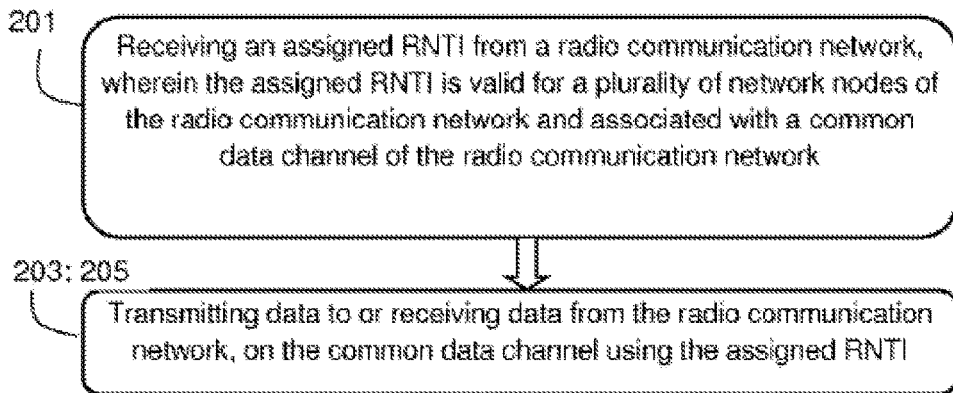 201
Receiving an assigned RNTI from a radio communication network,
wherein the assigned RNTI is valid for a plurality of network nodes of
the radio communication network and associated with a common
data channel of the radio communication network
203; 205
Transmitting data to or receiving data from the radio communication
network, on the common data channel using the assigned RNTI